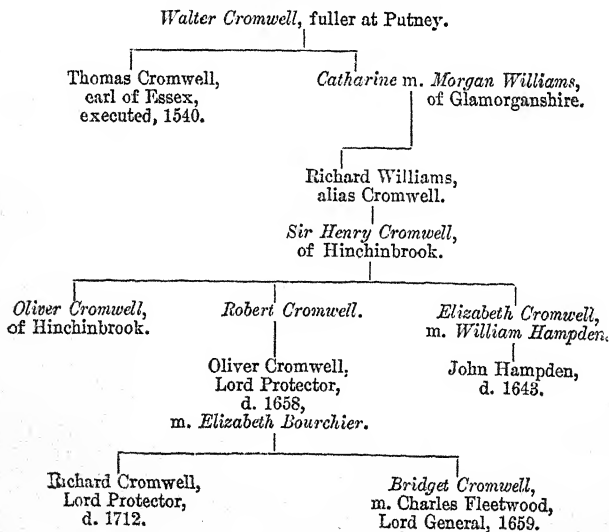 Walter Cromwell, fuller at Putney.
Thomas Cromwell,
earl of Essex,
executed, 1540.
Catharine m. Morgan Williams,
of Glamorganshire.
Richard Williams,
alias Cromwell.
Sir Henry Cromwell,
of Hinchinbrook.
Oliver Cromwell,
of Hinchinbrook.
Robert Cromwell.
Elizabeth Cromwell,
m. William Hampden.
Oliver Cromwell,
Lord Protector,
d. 1658,
m. Elizabeth Bourchier.
John Hampden,
d. 1643.
Richard Cromwell,
Lord Protector,
d. 1712.
Bridget Cromwell,
m. Charles Fleetwood,
Lord General, 1659.